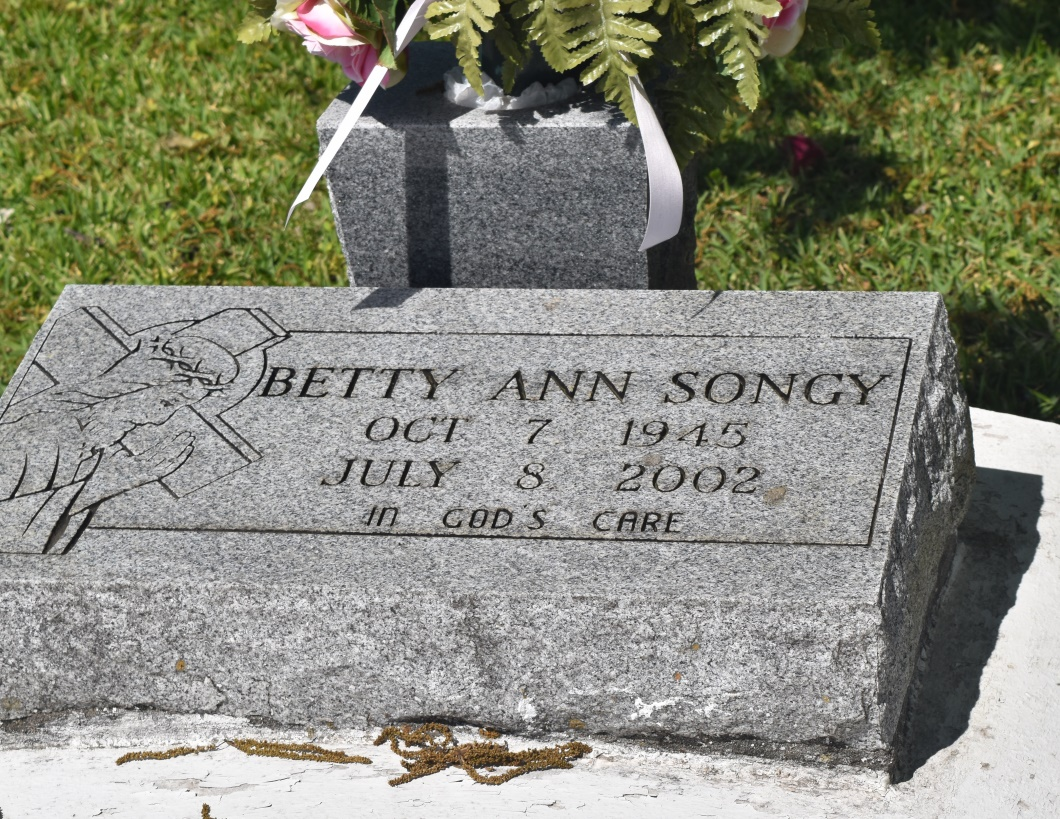 BETTY ANN SONGY
OCT 7 1945
JULY 8 2002
IN GOD'S CARE